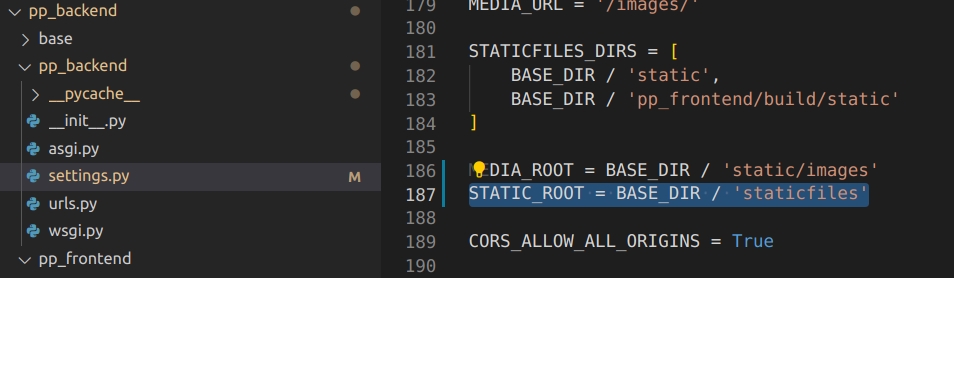 pp_backend
base
pp_backend
__pycache__
__init__.py
asgi.py
settings.py M
urls.py
wsgi.py
pp_frontend
179 MEDIA_URL = '/images/'
180
181 STATICFILES_DIRS = [
182 BASE_DIR / 'static',
183 BASE_DIR / 'pp_frontend/build/static'
184 ]
185
186 MEDIA_ROOT = BASE_DIR / 'static/images'
187 STATIC_ROOT = BASE_DIR / 'staticfiles'
188
189 CORS_ALLOW_ALL_ORIGINS = True
190